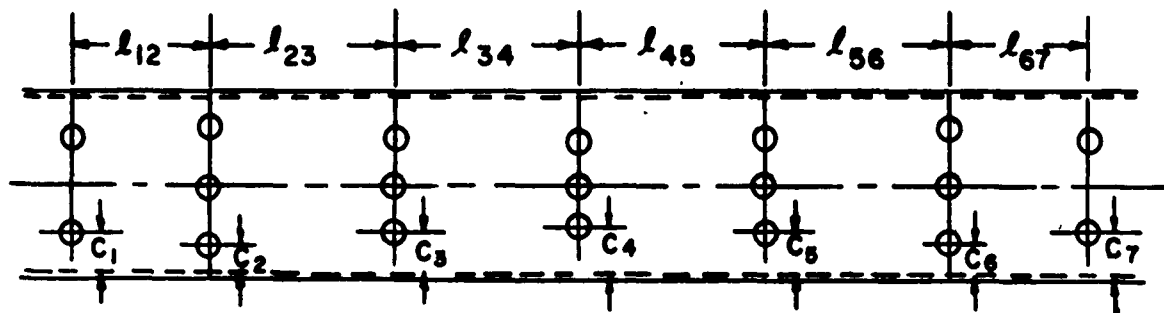 ℓ12 ℓ23 ℓ34 ℓ45 ℓ56 ℓ67
C1 C2 C3 C4 C5 C6 C7